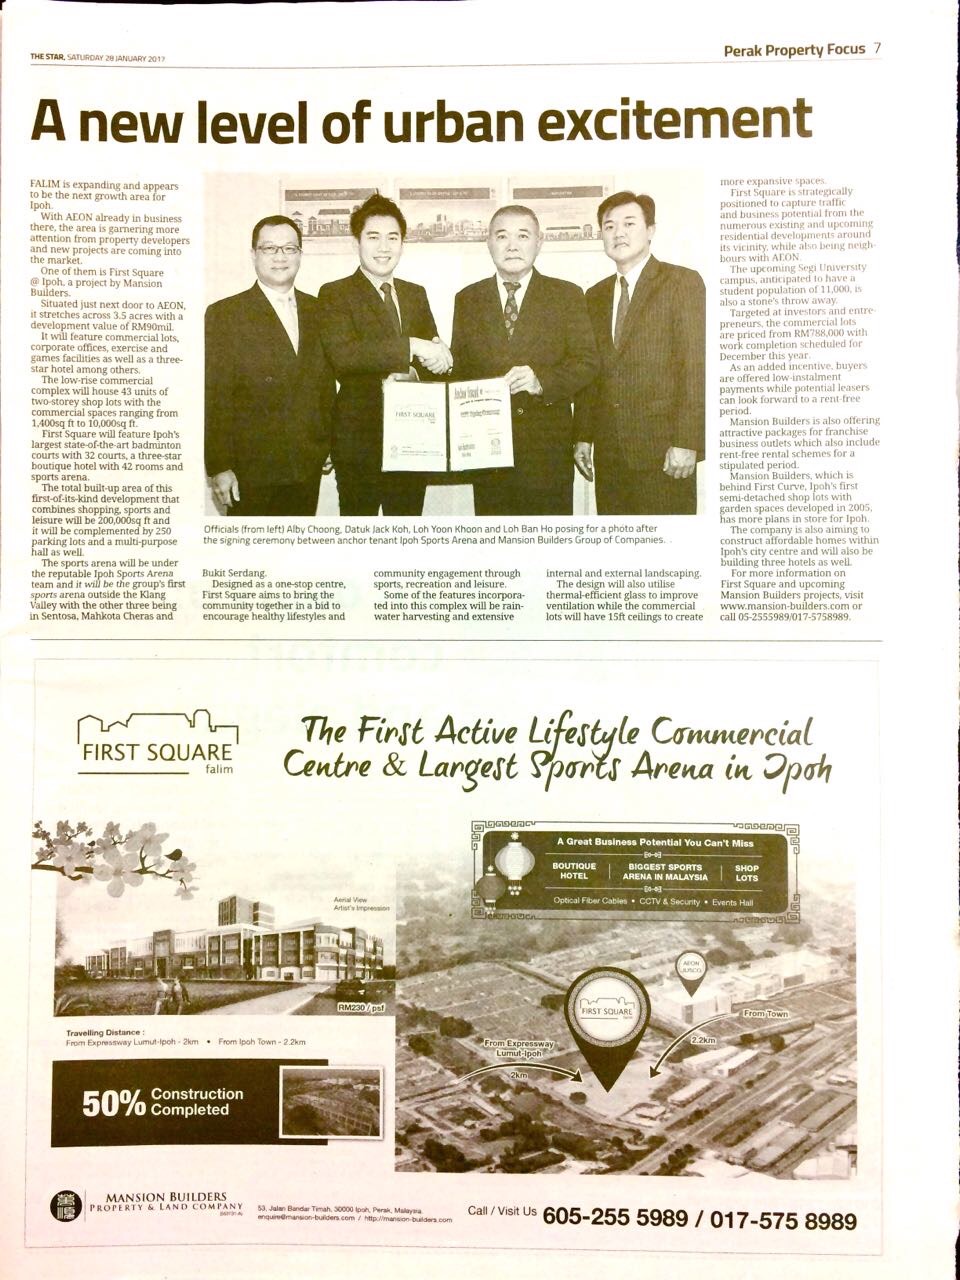 THE STAR, SATURDAY 28 JANUARY 2017
Perak Property Focus 7
A new level of urban excitement
FALIM is expanding and appears
to be the next growth area for
Ipoh.
With AEON already in business
there, the area is garnering more
attention from property developers
and new projects are coming into
the market.
One of them is First Square
@ Ipoh, a project by Mansion
Builders.
Situated just next door to AEON,
it stretches across 3.5 acres with a
development value of RM90mil.
It will feature commercial lots,
corporate offices, exercise and
games facilities as well as a three-
star hotel among others.
The low-rise commercial
complex will house 43 units of
two-storey shop lots with the
commercial spaces ranging from
1,400sq ft to 10,000sq ft.
First Square will feature Ipoh's
largest state-of-the-art badminton
courts with 32 courts, a three-star
boutique hotel with 42 rooms and
sports arena.
The total built-up area of this
first-of-its-kind development that
combines shopping, sports and
leisure will be 200,000sq ft and
it will be complemented by 250
parking lots and a multi-purpose
hall as well.
The sports arena will be under
the reputable Ipoh Sports Arena
team and it will be the group's first
sports arena outside the Klang
Valley with the other three being
in Sentosa, Mahkota Cheras and
FIRST SQUARE
Officials (from left) Alby Choong, Datuk Jack Koh, Loh Yoon Khoon and Loh Ban Ho posing for a photo after
the signing ceremony between anchor tenant Ipoh Sports Arena and Mansion Builders Group of Companies.
Bukit Serdang.
Designed as a one-stop centre,
First Square aims to bring the
community together in a bid to
encourage healthy lifestyles and
community engagement through
sports, recreation and leisure.
Some of the features incorpora-
ted into this complex will be rain-
water harvesting and extensive
internal and external landscaping.
The design will also utilise
thermal-efficient glass to improve
ventilation while the commercial
lots will have 15ft ceilings to create
more expansive spaces.
First Square is strategically
positioned to capture traffic
and business potential from the
numerous existing and upcoming
residential developments around
its vicinity, while also being neigh-
bours with AEON.
The upcoming Segi University
campus, anticipated to have a
student population of 11,000, is
also a stone's throw away.
Targeted at investors and entre-
preneurs, the commercial lots
are priced from RM788,000 with
work completion scheduled for
December this year.
As an added incentive, buyers
are offered low-instalment
payments while potential leasers
can look forward to a rent-free
period.
Mansion Builders is also offering
attractive packages for franchise
business outlets which also include
rent-free rental schemes for a
stipulated period.
Mansion Builders, which is
behind First Curve, Ipoh's first
semi-detached shop lots with
garden spaces developed in 2005,
has more plans in store for Ipoh.
The company is also aiming to
construct affordable homes within
Ipoh's city centre and will also be
building three hotels as well.
For more information on
First Square and upcoming
Mansion Builders projects, visit
www.mansion-builders.com or
call 05-2555989/017-5758989.
FIRST SQUARE
falim
The First Active Lifestyle Commercial
Centre & Largest Sports Arena in Ipoh
A Great Business Potential You Can't Miss
BOUTIQUE HOTEL | BIGGEST SPORTS ARENA IN MALAYSIA | SHOP LOTS
Optical Fiber Cables • CCTV & Security • Events Hall
Aerial View
Artist's Impression
RM230 / psf
AEON
JUSCO
FIRST SQUARE
falim
From Town
2.2km
From Expressway
Lumut-Ipoh
2km
Travelling Distance :
From Expressway Lumut-Ipoh - 2km • From Ipoh Town - 2.2km
50% Construction
Completed
MANSION BUILDERS
PROPERTY & LAND COMPANY
53, Jalan Bandar Timah, 30000 Ipoh, Perak, Malaysia.
enquire@mansion-builders.com / http://mansion-builders.com
Call / Visit Us 605-255 5989 / 017-575 8989